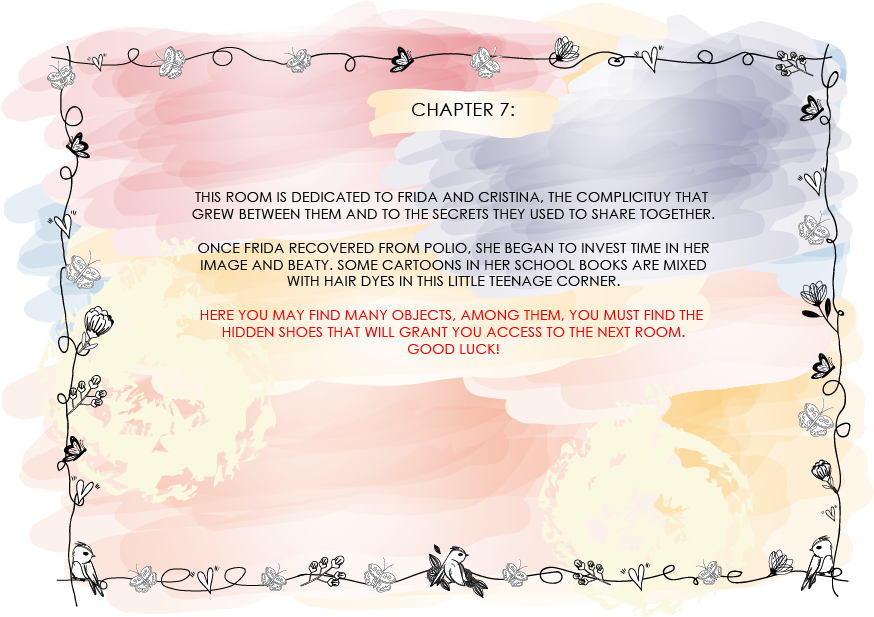 CHAPTER 7:
THIS ROOM IS DEDICATED TO FRIDA AND CRISTINA, THE COMPLICITUY THAT
GREW BETWEEN THEM AND TO THE SECRETS THEY USED TO SHARE TOGETHER.
ONCE FRIDA RECOVERED FROM POLIO, SHE BEGAN TO INVEST TIME IN HER
IMAGE AND BEATY. SOME CARTOONS IN HER SCHOOL BOOKS ARE MIXED
WITH HAIR DYES IN THIS LITTLE TEENAGE CORNER.
HERE YOU MAY FIND MANY OBJECTS, AMONG THEM, YOU MUST FIND THE
HIDDEN SHOES THAT WILL GRANT YOU ACCESS TO THE NEXT ROOM.
GOOD LUCK!